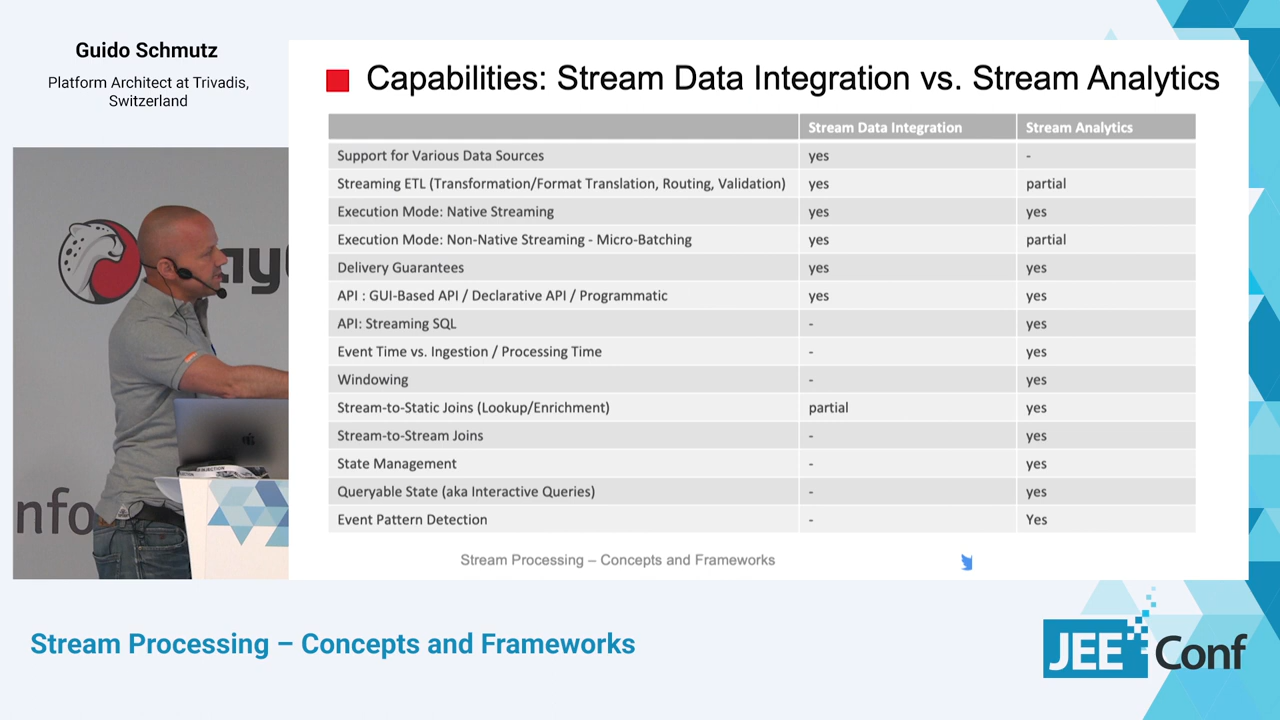 Guido Schmutz
Platform Architect at Trivadis,
Switzerland
Capabilities: Stream Data Integration vs. Stream Analytics
Stream Data Integration Stream Analytics
Support for Various Data Sources yes -
Streaming ETL (Transformation/Format Translation, Routing, Validation) yes partial
Execution Mode: Native Streaming yes yes
Execution Mode: Non-Native Streaming - Micro-Batching yes partial
Delivery Guarantees yes yes
API : GUI-Based API / Declarative API / Programmatic yes yes
API: Streaming SQL - yes
Event Time vs. Ingestion / Processing Time - yes
Windowing - yes
Stream-to-Static Joins (Lookup/Enrichment) partial yes
Stream-to-Stream Joins - yes
State Management - yes
Queryable State (aka Interactive Queries) - yes
Event Pattern Detection - Yes
Stream Processing – Concepts and Frameworks
Stream Processing – Concepts and Frameworks
JEE Conf